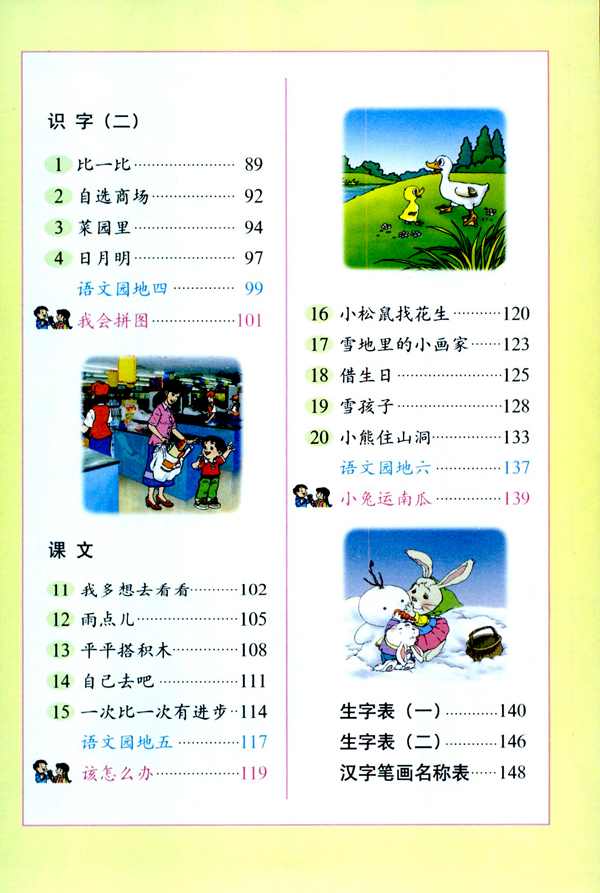 识字（二）
1 比一比……………… 89
2 自选商场……………… 92
3 菜园里……………… 94
4 日月明……………… 97
语文园地四……………… 99
我会拼图………………101
课文
11 我多想去看看…………102
12 雨点儿………………105
13 平平搭积木…………108
14 自己去吧………………111
15 一次比一次有进步…114
语文园地五………………117
该怎么办………………119
16 小松鼠找花生…………120
17 雪地里的小画家……123
18 借生日………………125
19 雪孩子………………128
20 小熊住山洞…………133
语文园地六…………137
小兔运南瓜…………139
生字表（一）…………140
生字表（二）…………146
汉字笔画名称表……148